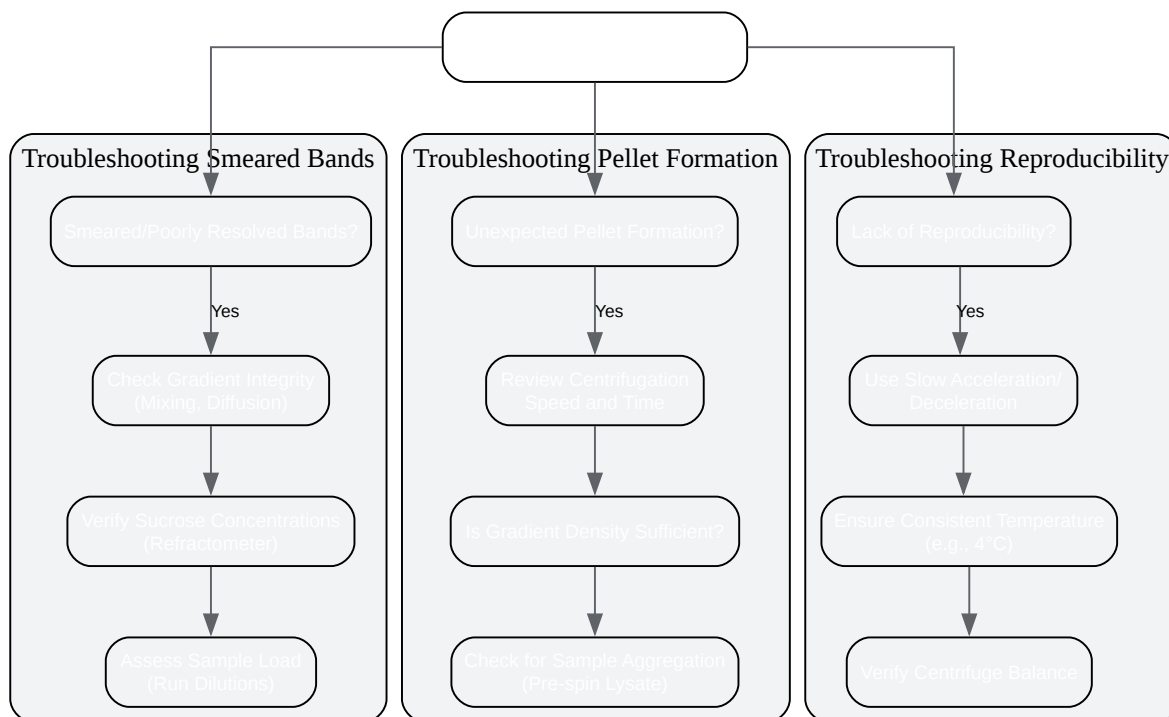 Troubleshooting Smeared Bands
Smeared/Poorly Resolved Bands?
Yes
Check Gradient Integrity
(Mixing, Diffusion)
Verify Sucrose Concentrations
(Refractometer)
Assess Sample Load
(Run Dilutions)
Troubleshooting Pellet Formation
Unexpected Pellet Formation?
Yes
Review Centrifugation
Speed and Time
Is Gradient Density Sufficient?
Check for Sample Aggregation
(Pre-spin Lysate)
Troubleshooting Reproducibility
Lack of Reproducibility?
Yes
Use Slow Acceleration/
Deceleration
Ensure Consistent Temperature
(e.g., 4°C)
Verify Centrifuge Balance